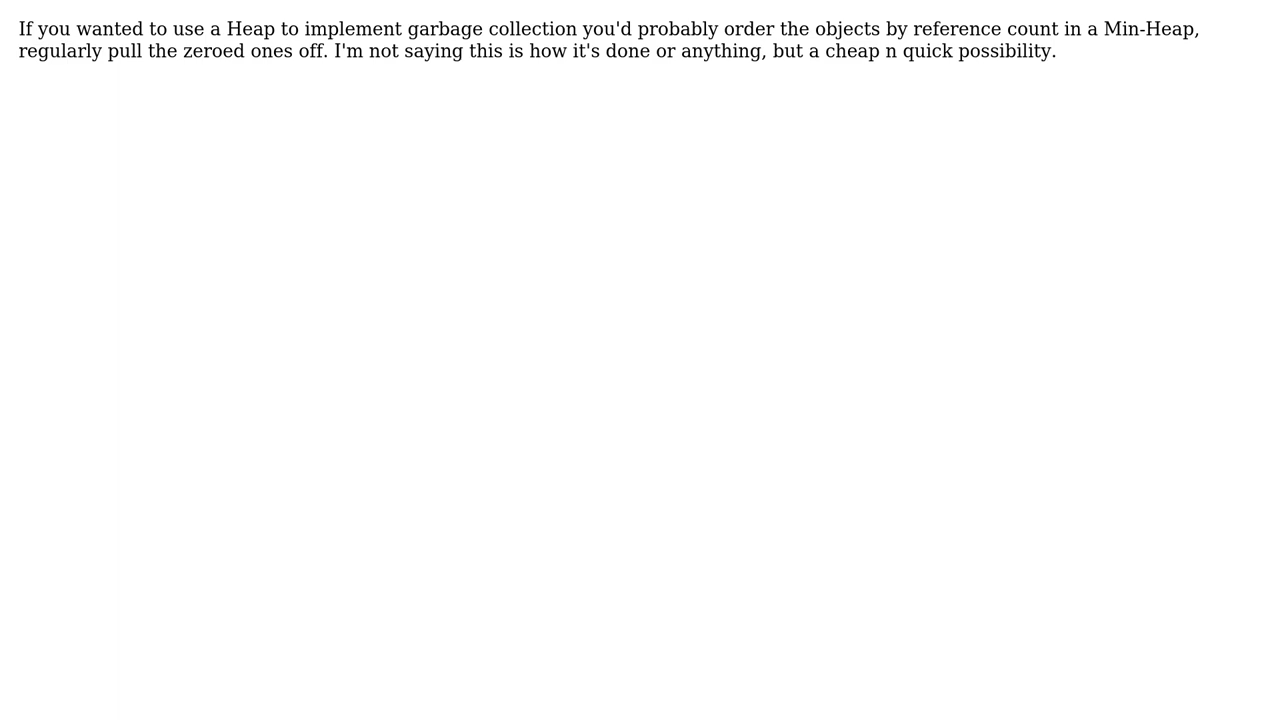 If you wanted to use a Heap to implement garbage collection you'd probably order the objects by reference count in a Min-Heap,
regularly pull the zeroed ones off. I'm not saying this is how it's done or anything, but a cheap n quick possibility.